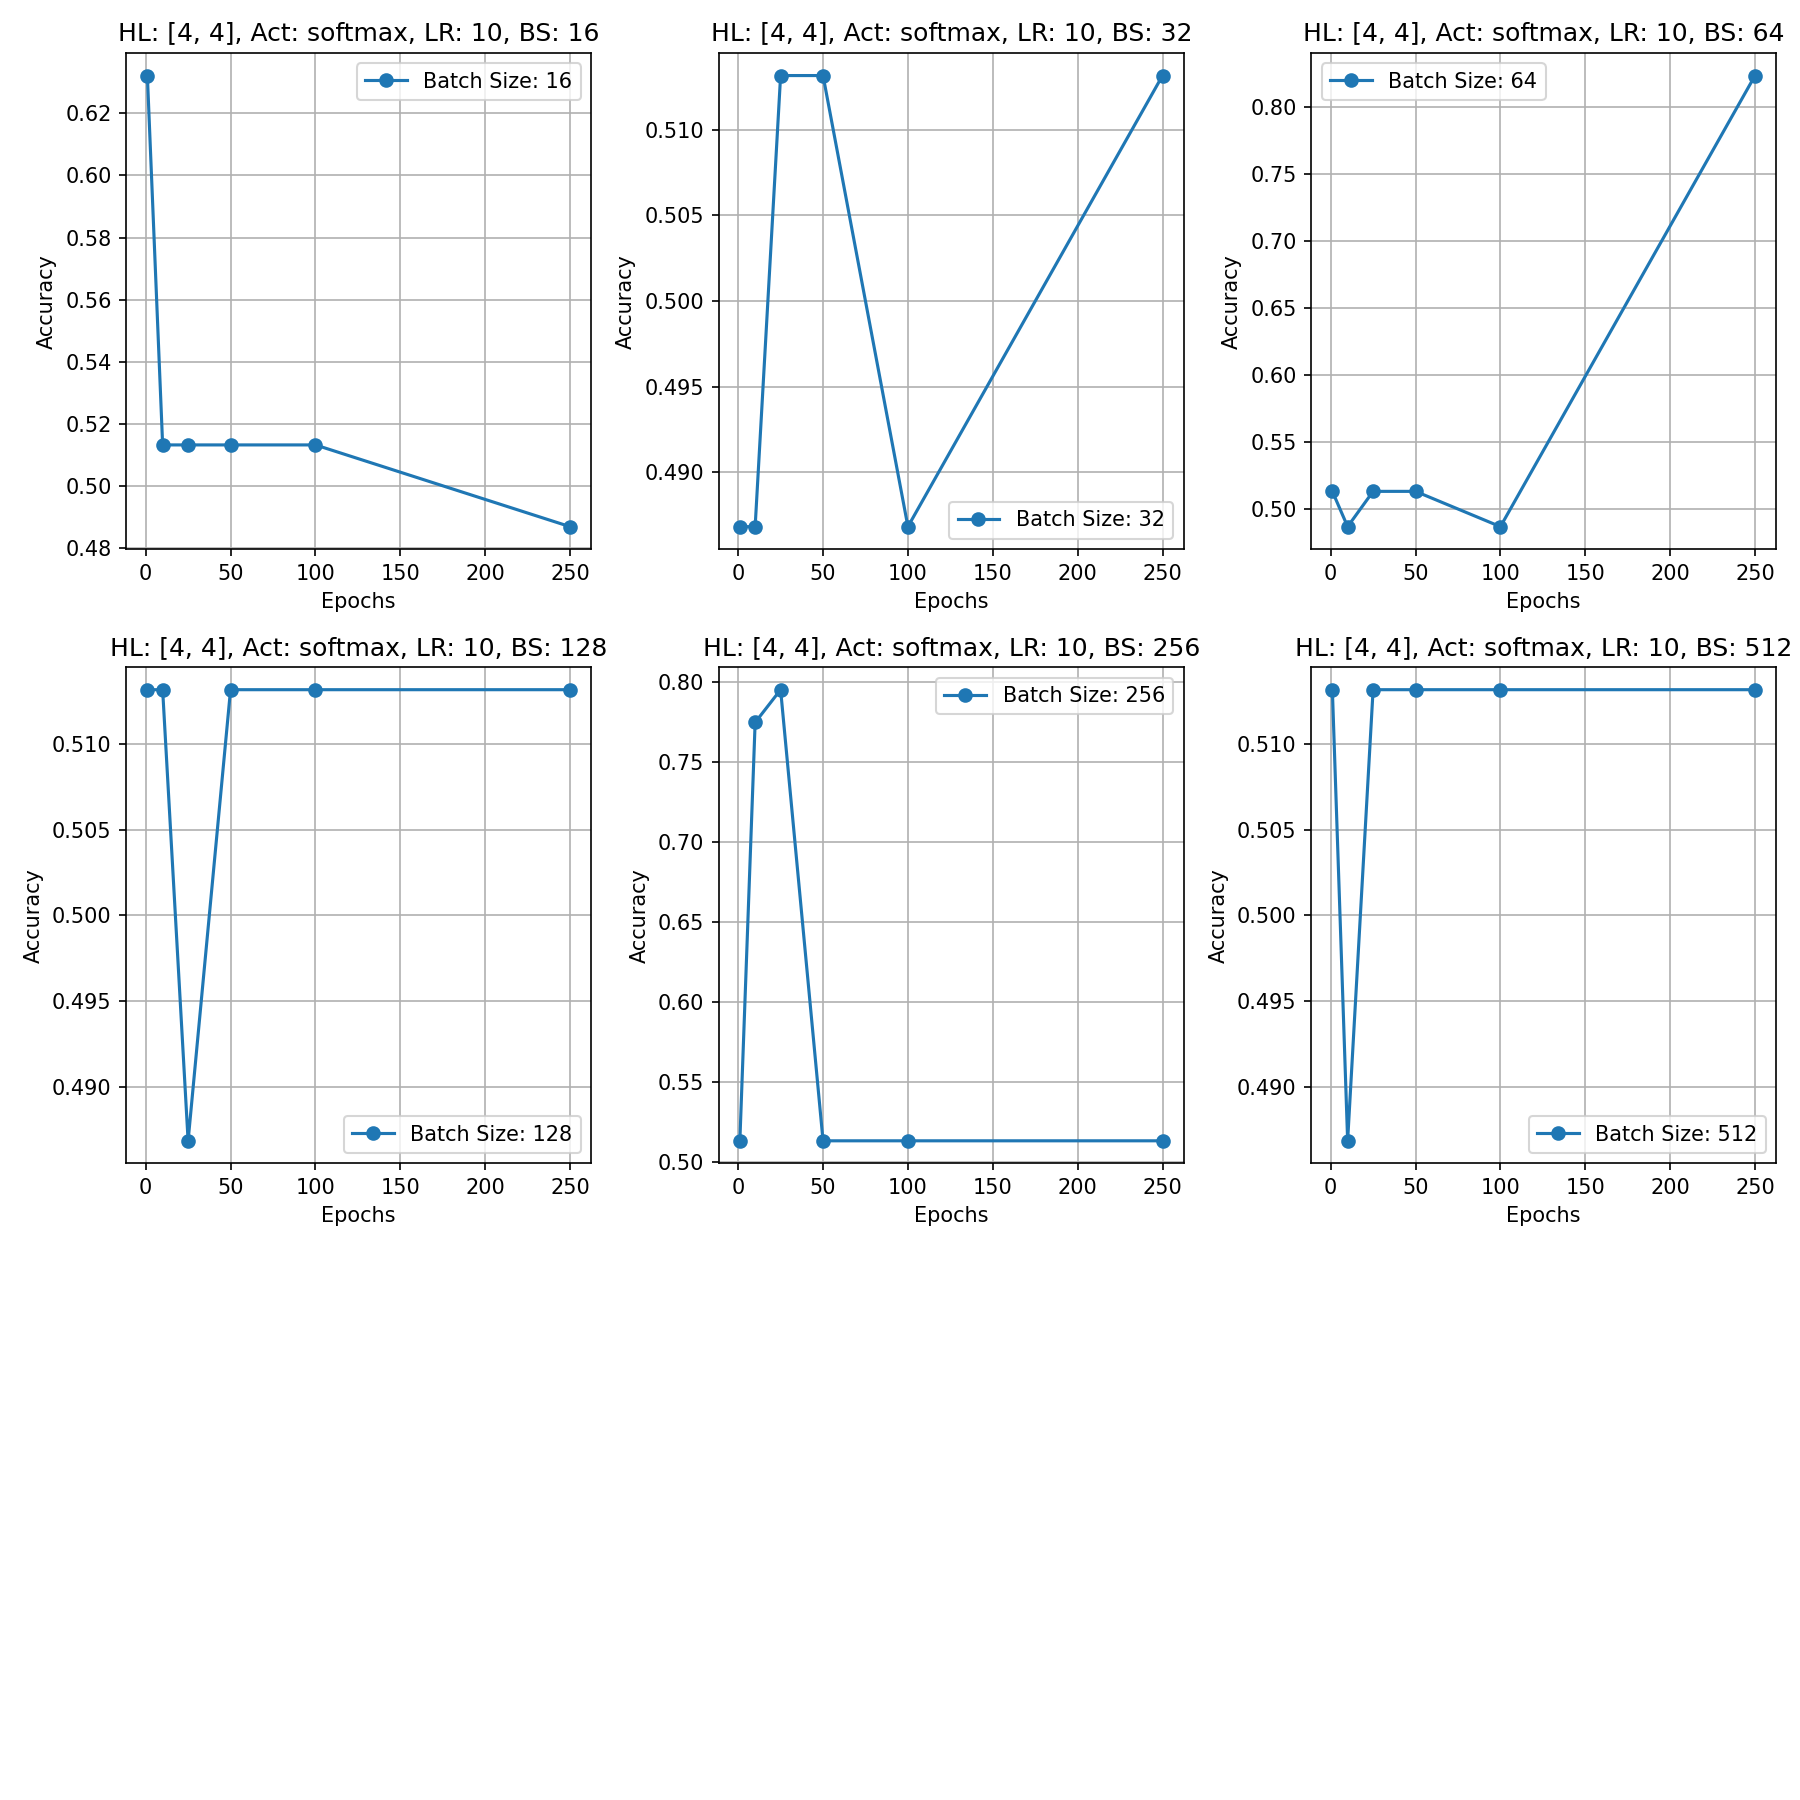 HL: [4, 4], Act: softmax, LR: 10, BS: 16
Batch Size: 16
Accuracy
0.62
0.60
0.58
0.56
0.54
0.52
0.50
0.48
0 50 100 150 200 250
Epochs
HL: [4, 4], Act: softmax, LR: 10, BS: 32
Accuracy
0.510
0.505
0.500
0.495
0.490
Batch Size: 32
0 50 100 150 200 250
Epochs
HL: [4, 4], Act: softmax, LR: 10, BS: 64
Batch Size: 64
Accuracy
0.80
0.75
0.70
0.65
0.60
0.55
0.50
0 50 100 150 200 250
Epochs
HL: [4, 4], Act: softmax, LR: 10, BS: 128
Accuracy
0.510
0.505
0.500
0.495
0.490
Batch Size: 128
0 50 100 150 200 250
Epochs
HL: [4, 4], Act: softmax, LR: 10, BS: 256
Batch Size: 256
Accuracy
0.80
0.75
0.70
0.65
0.60
0.55
0.50
0 50 100 150 200 250
Epochs
HL: [4, 4], Act: softmax, LR: 10, BS: 512
Accuracy
0.510
0.505
0.500
0.495
0.490
Batch Size: 512
0 50 100 150 200 250
Epochs